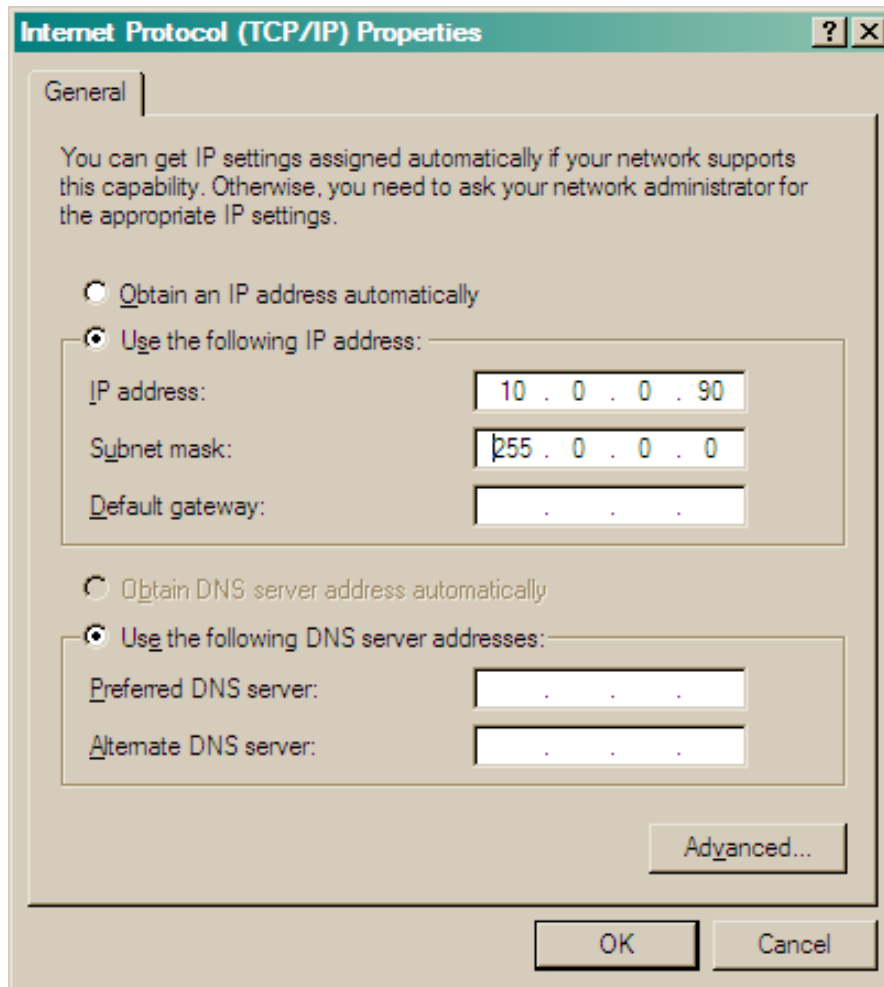 Internet Protocol (TCP/IP) Properties
General
You can get IP settings assigned automatically if your network supports
this capability. Otherwise, you need to ask your network administrator for
the appropriate IP settings.
Obtain an IP address automatically
Use the following IP address:
IP address: 10 . 0 . 0 . 90
Subnet mask: 255 . 0 . 0 . 0
Default gateway: . . .
Obtain DNS server address automatically
Use the following DNS server addresses:
Preferred DNS server: . . .
Alternate DNS server: . . .
Advanced...
OK Cancel